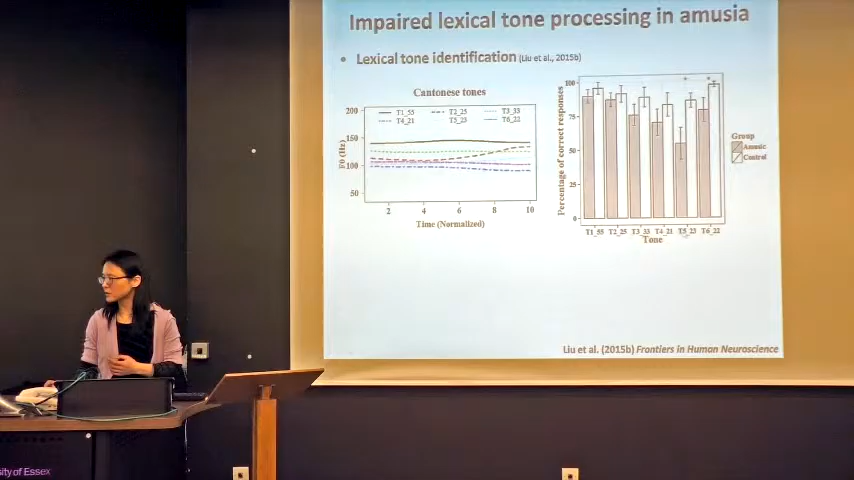 Impaired lexical tone processing in amusia
• Lexical tone identification (Liu et al., 2015b)
Cantonese tones
T1_55 T2_25 T3_33
T4_21 T5_23 T6_22
200
150
100
50
F0 (Hz)
2 4 6 8 10
Time (Normalized)
Percentage of correct responses
100
75
50
25
0
* *
T1_55 T2_25 T3_33 T4_21 T5_23 T6_22
Tone
Group
Amusic
Control
Liu et al. (2015b) Frontiers in Human Neuroscience
sity of Essex